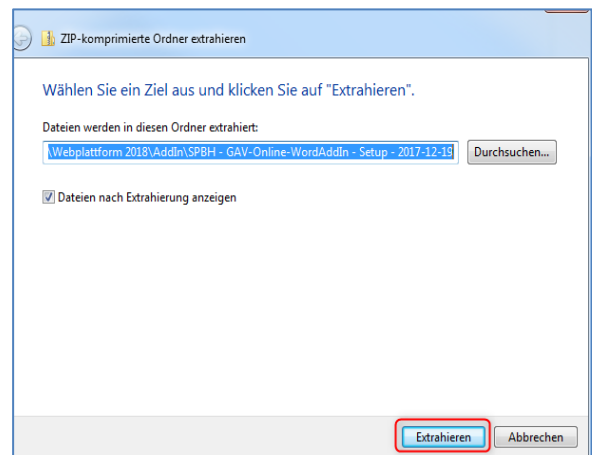 ZIP-komprimierte Ordner extrahieren
Wählen Sie ein Ziel aus und klicken Sie auf "Extrahieren".
Dateien werden in diesen Ordner extrahiert:
\Webplattform 2018\AddIn\SPBH - GAV-Online-WordAddIn - Setup - 2017-12-19 Durchsuchen...
Dateien nach Extrahierung anzeigen
Extrahieren Abbrechen